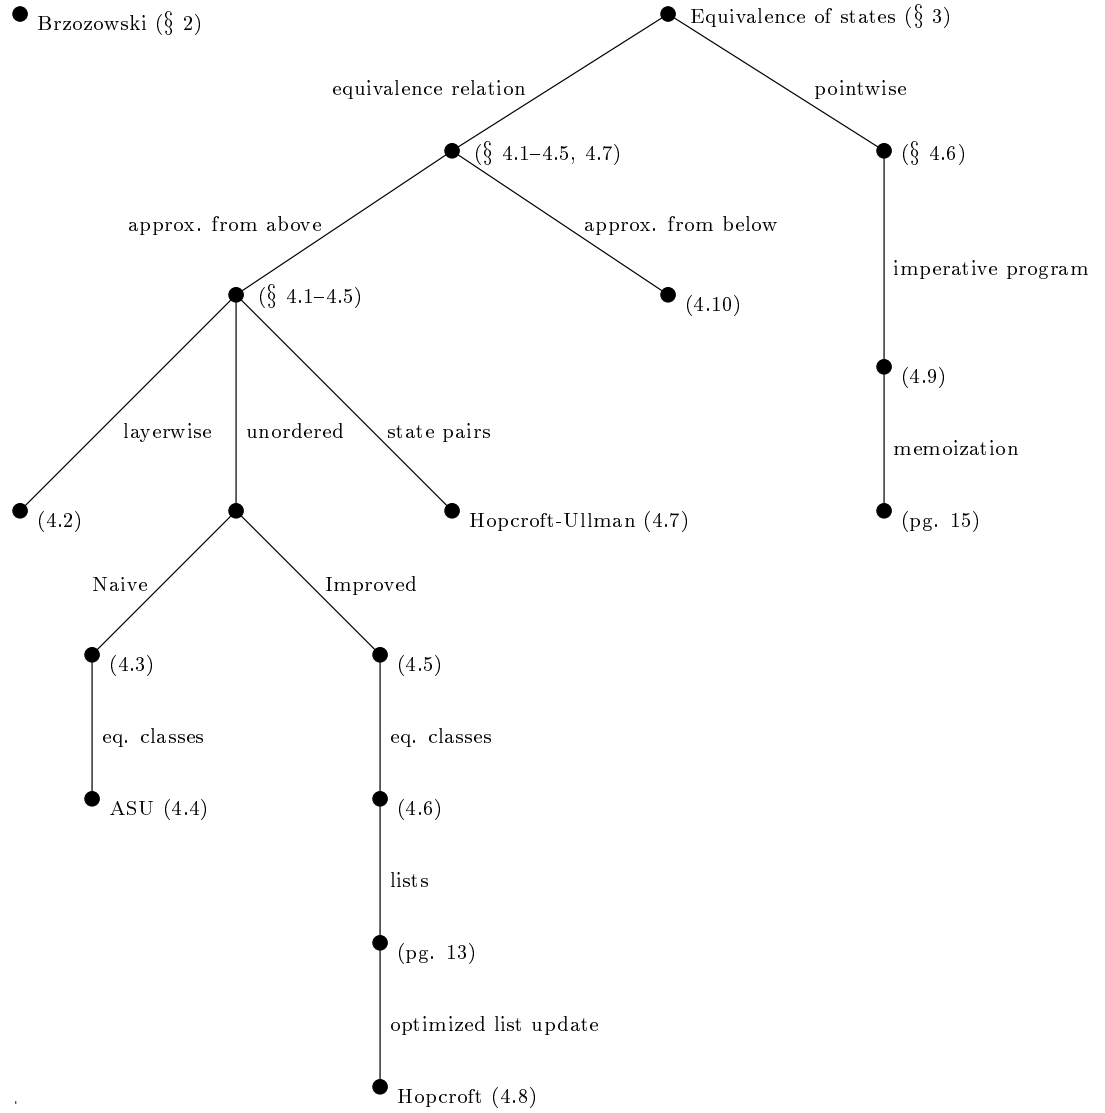 Brzozowski (§ 2)
Equivalence of states (§ 3)
equivalence relation
pointwise
(§ 4.1–4.5, 4.7)
(§ 4.6)
approx. from above
approx. from below
imperative program
(§ 4.1–4.5)
(4.10)
(4.9)
layerwise
unordered
state pairs
memoization
(4.2)
Hopcroft-Ullman (4.7)
(pg. 15)
Naive
Improved
(4.3)
(4.5)
eq. classes
eq. classes
ASU (4.4)
(4.6)
lists
(pg. 13)
optimized list update
Hopcroft (4.8)